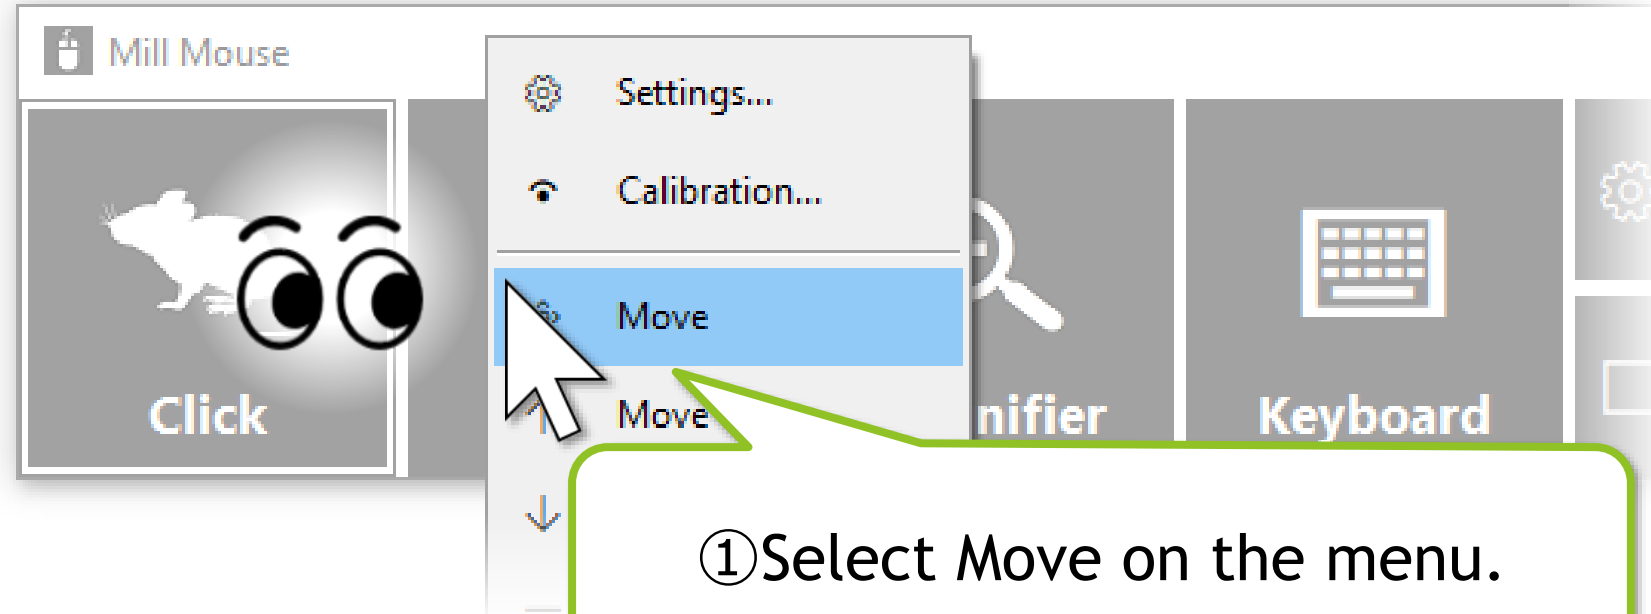 Mill Mouse
Settings...
Calibration...
Move
Move
Click
nifier
Keyboard
①Select Move on the menu.